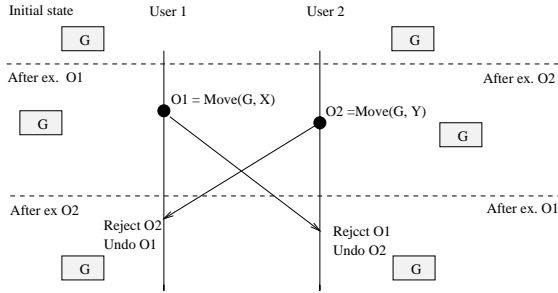 Initial state
User 1
User 2
G
G
After ex. O1
After ex. O2
O1 = Move(G, X)
O2 =Move(G, Y)
G
G
After ex O2
After ex. O1
Reject O2
Undo O1
Rejcct O1
Undo O2
G
G